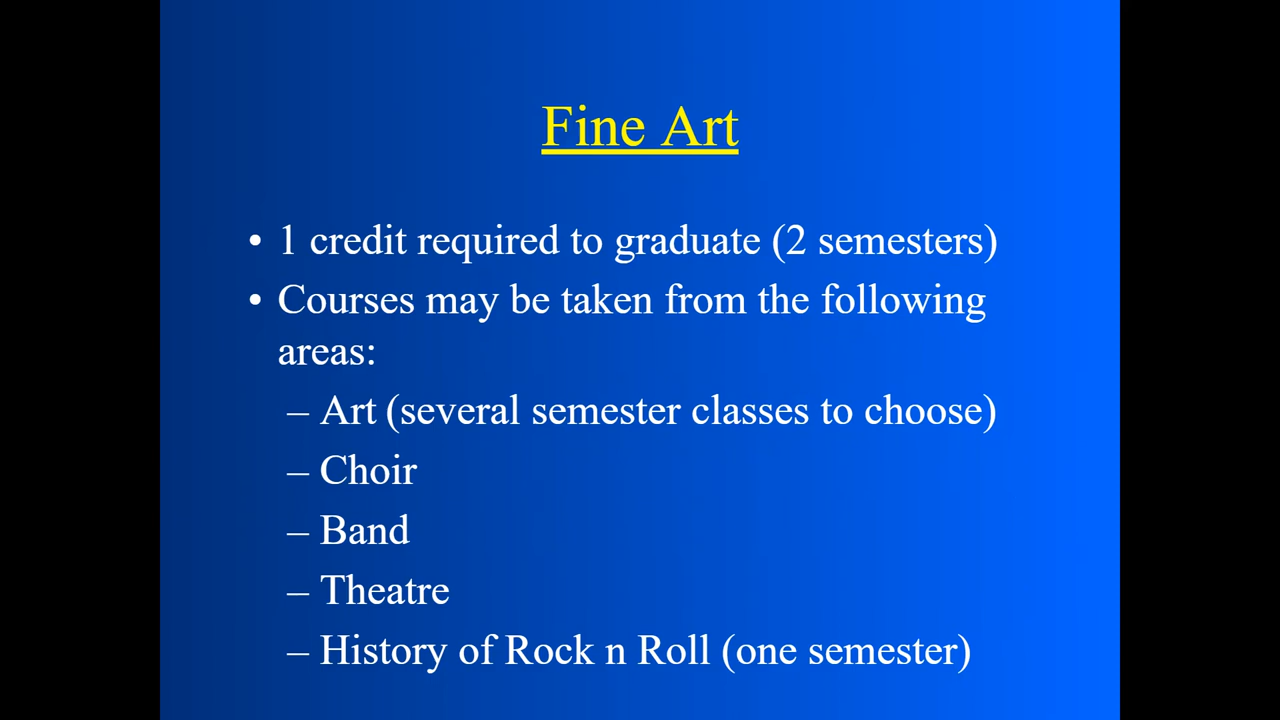 Fine Art
• 1 credit required to graduate (2 semesters)
• Courses may be taken from the following
areas:
– Art (several semester classes to choose)
– Choir
– Band
– Theatre
– History of Rock n Roll (one semester)